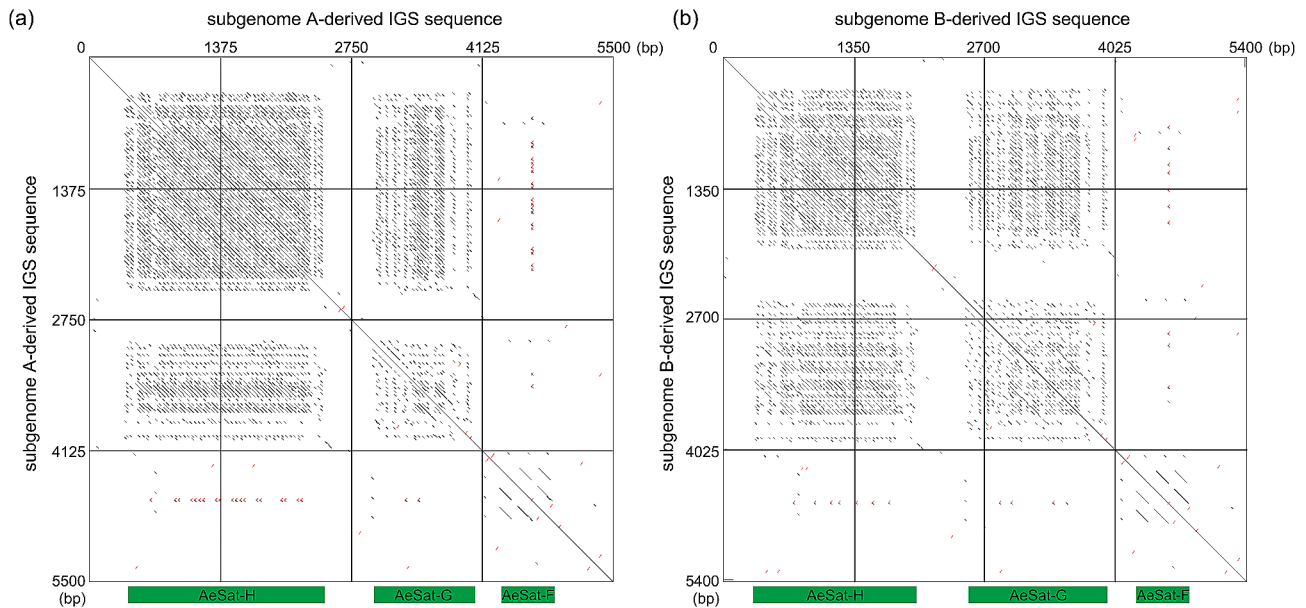 (a)
subgenome A-derived IGS sequence
0 1375 2750 4125 5500 (bp)
subgenome A-derived IGS sequence
1375
2750
4125
5500
(bp)
AeSat-H AeSat-G AeSat-F
(b)
subgenome B-derived IGS sequence
0 1350 2700 4025 5400 (bp)
subgenome B-derived IGS sequence
1350
2700
4025
5400
(bp)
AeSat-H AeSat-G AeSat-F